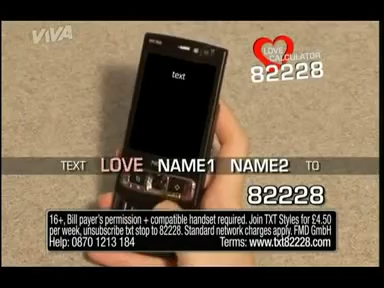 VIVA
LOVE
CALCULATOR
82228
text
TEXT LOVE NAME1 NAME2 TO
82228
16+, Bill payer's permission + compatible handset required. Join TXT Styles for £4.50
per week, unsubscribe txt stop to 82228. Standard network charges apply. FMD GmbH
Help: 0870 1213 184 Terms: www.txt82228.com